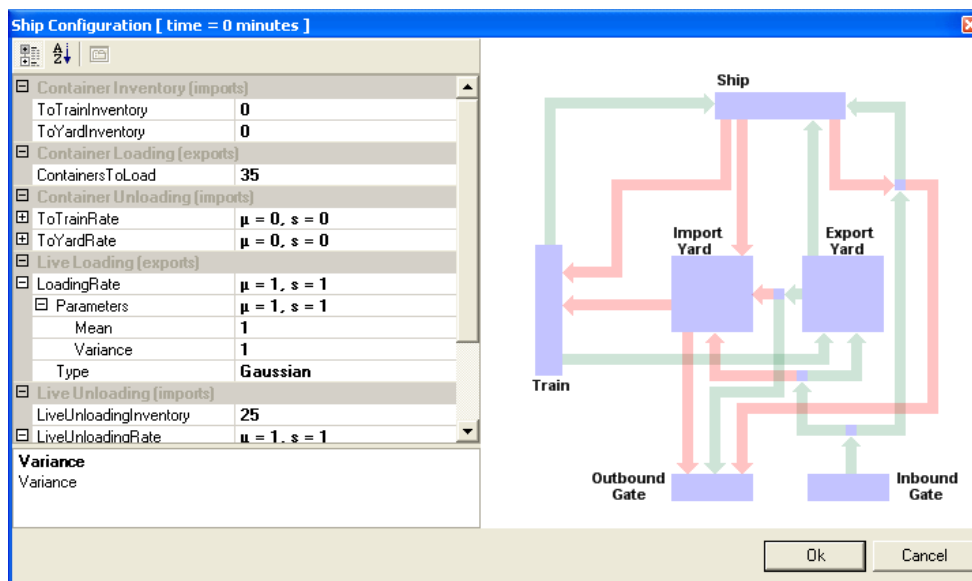 Ship Configuration [ time = 0 minutes ]
Container Inventory (imports)
ToTrainInventory 0
ToYardInventory 0
Container Loading (exports)
ContainersToLoad 35
Container Unloading (imports)
ToTrainRate μ = 0, s = 0
ToYardRate μ = 0, s = 0
Live Loading (exports)
LoadingRate μ = 1, s = 1
Parameters μ = 1, s = 1
Mean 1
Variance 1
Type Gaussian
Live Unloading (imports)
LiveUnloadingInventory 25
LiveUnloadingRate μ = 1, s = 1
Variance
Variance
Ship
Import
Yard
Export
Yard
Train
Outbound
Gate
Inbound
Gate
Ok
Cancel